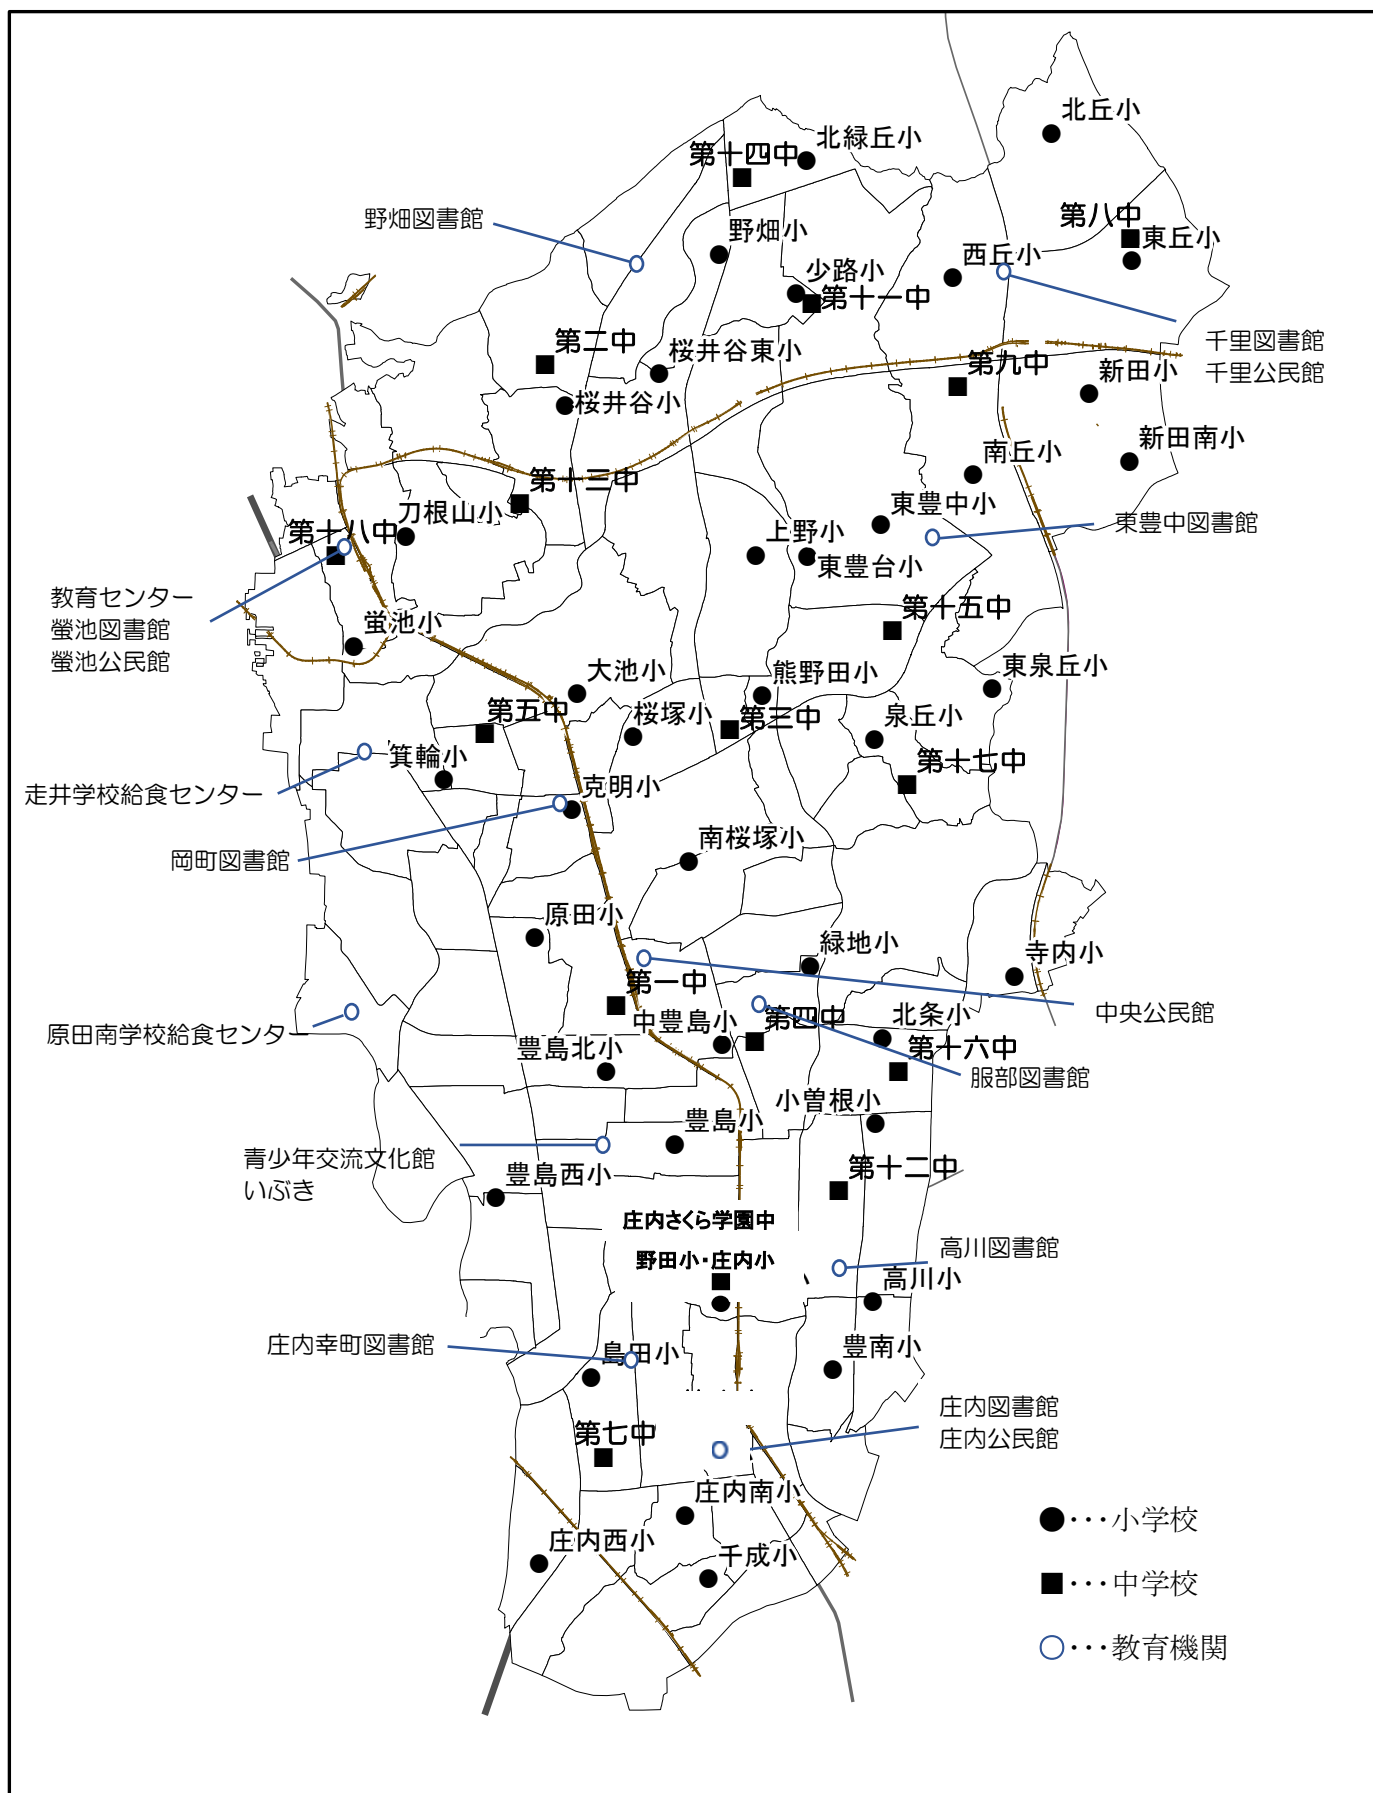 北丘小
北緑丘小
第十四中
野畑図書館
野畑小
第八中
東丘小
西丘小
少路小
第十一中
千里図書館
千里公民館
第二中
桜井谷東小
桜井谷小
第九中
新田小
新田南小
南丘小
第十三中
刀根山小
第十八中
東豊中小
東豊中図書館
上野小
東豊台小
教育センター
螢池図書館
螢池公民館
蛍池小
第十五中
大池小
熊野田小
東泉丘小
第五中
桜塚小
第三中
泉丘小
箕輪小
第十七中
走井学校給食センター
克明小
岡町図書館
南桜塚小
原田小
緑地小
寺内小
第一中
中央公民館
原田南学校給食センター
中豊島小
第四中
北条小
豊島北小
第十六中
服部図書館
小曽根小
豊島小
青少年交流文化館
いぶき
豊島西小
第十二中
庄内さくら学園中
野田小・庄内小
高川図書館
高川小
庄内幸町図書館
島田小
豊南小
庄内図書館
庄内公民館
第七中
庄内南小
庄内西小
千成小
●・・・小学校
■・・・中学校
○・・・教育機関